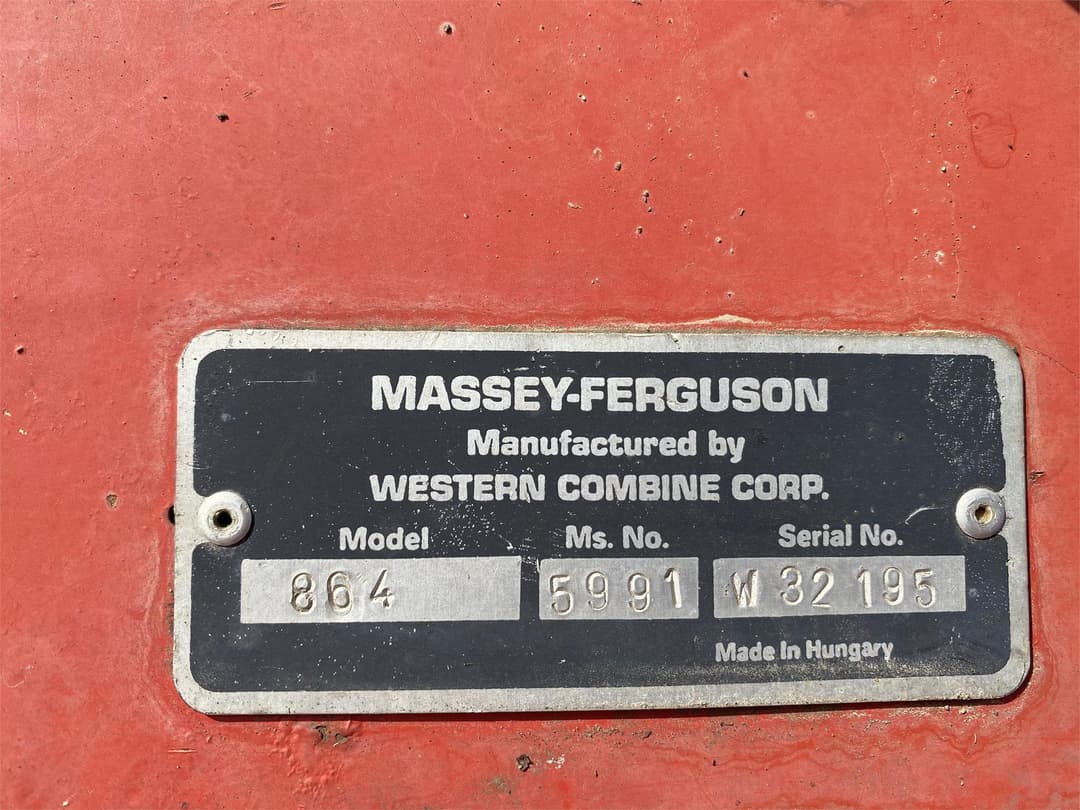 MASSEY-FERGUSON
Manufactured by
WESTERN COMBINE CORP.
Model Ms. No. Serial No.
864 5991 W 32 195
Made In Hungary